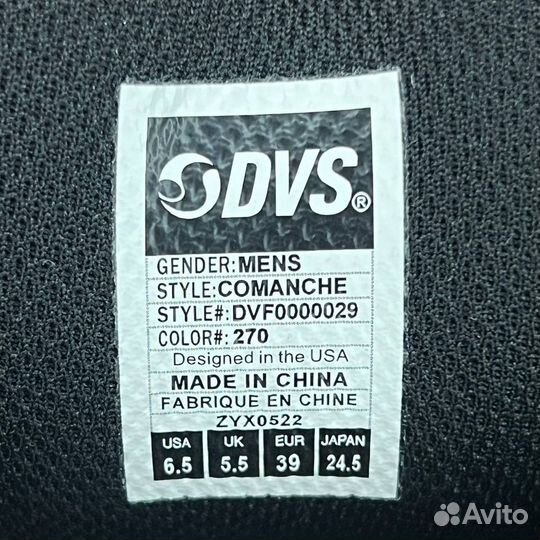 DVS®
GENDER:MENS
STYLE:COMANCHE
STYLE#:DVF0000029
COLOR#:270
Designed in the USA
MADE IN CHINA
FABRIQUE EN CHINE
ZYX0522
USA UK EUR JAPAN
6.5 5.5 39 24.5
Avito